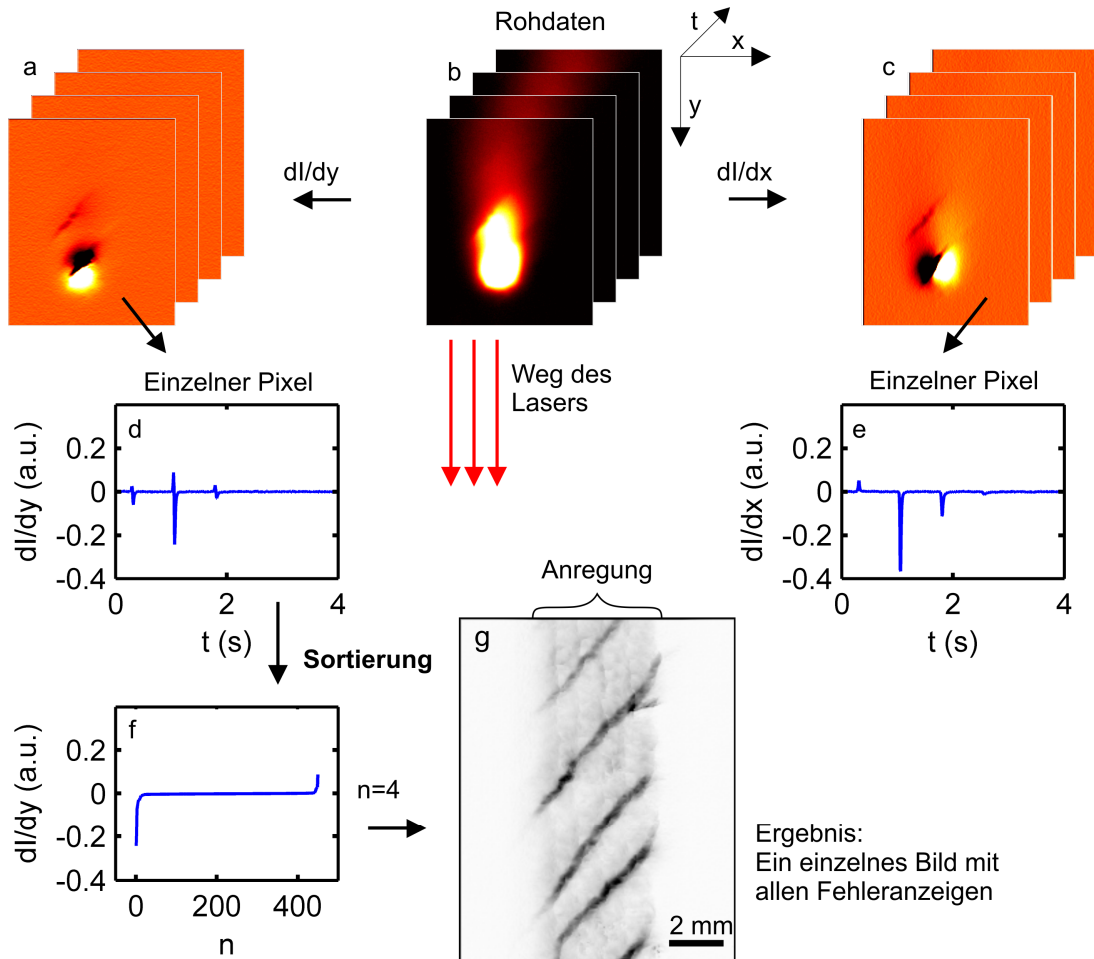 Rohdaten
t
x
y
a
b
c
dI/dy
dI/dx
Weg des
Lasers
Einzelner Pixel
d
dI/dy (a.u.)
0.2
0
-0.2
-0.4
0
2
4
t (s)
Einzelner Pixel
e
dI/dx (a.u.)
0.2
0
-0.2
-0.4
0
2
4
t (s)
Sortierung
f
dI/dy (a.u.)
0.2
0
-0.2
-0.4
0
200
400
n
n=4
Anregung
g
2 mm
Ergebnis:
Ein einzelnes Bild mit
allen Fehleranzeigen